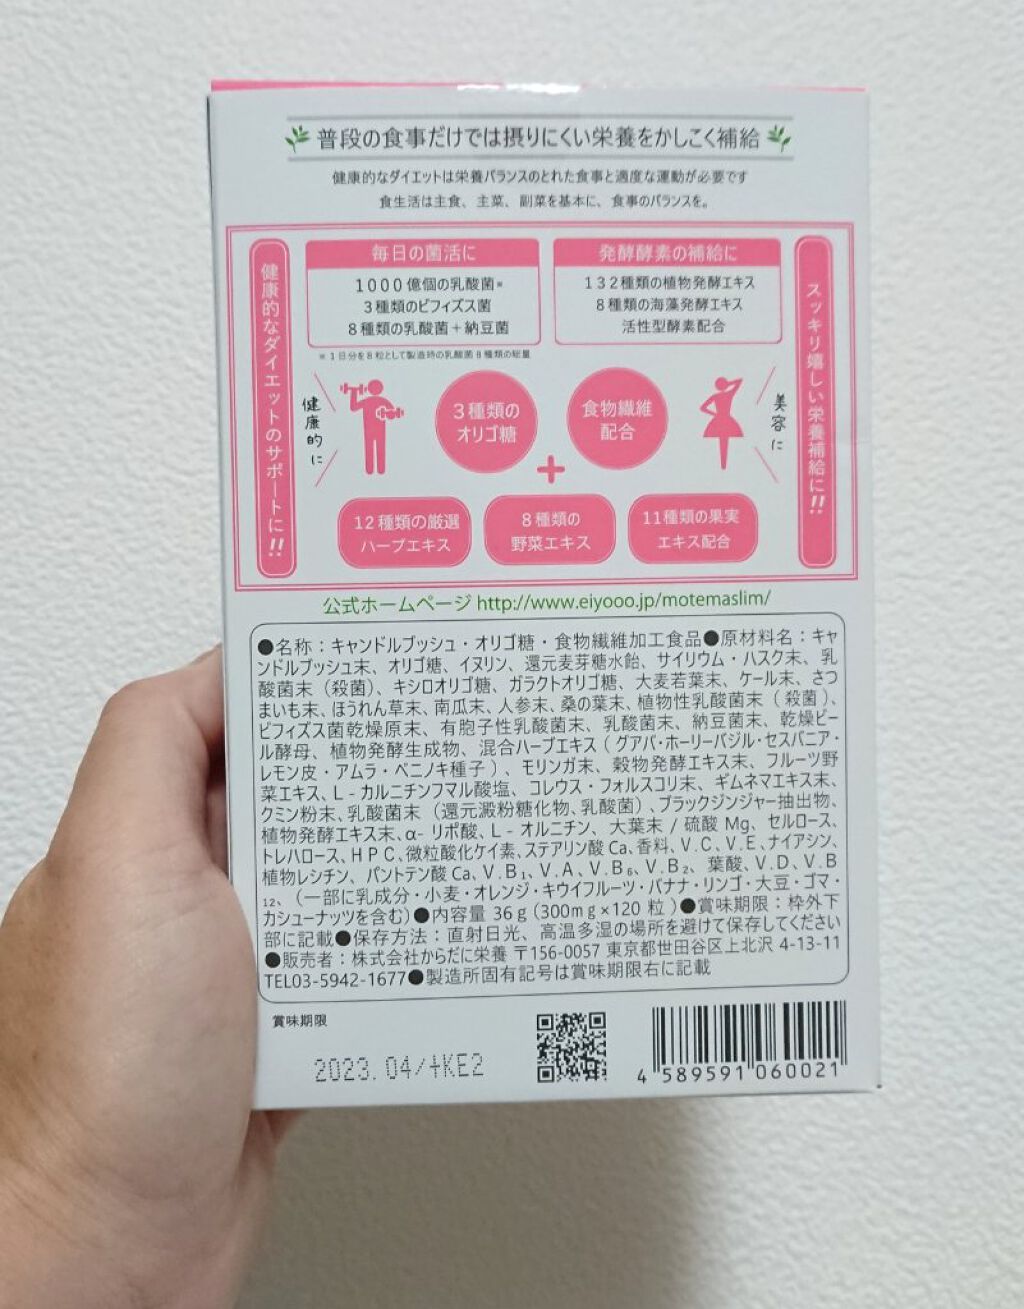 普段の食事だけでは摂りにくい栄養をかしこく補給
健康的なダイエットは栄養バランスのとれた食事と適度な運動が必要です
食生活は主食、主菜、副菜を基本に、食事のバランスを。
健康的なダイエットのサポートに!!
毎日の菌活に
1000億個の乳酸菌※
3種類のビフィズス菌
8種類の乳酸菌+納豆菌
※1日分を8粒として製造時の乳酸菌8種類の総量
発酵酵素の補給に
132種類の植物発酵エキス
8種類の海藻発酵エキス
活性型酵素配合
スッキリ嬉しい栄養補給に!!
健康的に
3種類の
オリゴ糖
+
食物繊維
配合
美容に
12種類の厳選
ハーブエキス
8種類の
野菜エキス
11種類の果実
エキス配合
公式ホームページ http://www.eiyooo.jp/motemaslim/
●名称：キャンドルブッシュ・オリゴ糖・食物繊維加工食品●原材料名：キャ
ンドルブッシュ末、オリゴ糖、イヌリン、還元麦芽糖水飴、サイリウム・ハスク末、乳
酸菌末（殺菌）、キシロオリゴ糖、ガラクトオリゴ糖、大麦若葉末、ケール末、さつ
まいも末、ほうれん草末、南瓜末、人参末、桑の葉末、植物性乳酸菌末（殺菌）、
ビフィズス菌乾燥原末、有胞子性乳酸菌末、乳酸菌末、納豆菌末、乾燥ビー
ル酵母、植物発酵生成物、混合ハーブエキス（グアバ・ホーリーバジル・セスバニア・
レモン皮・アムラ・ベニノキ種子）、モリンガ末、穀物発酵エキス末、フルーツ野
菜エキス、L-カルニチンフマル酸塩、コレウス・フォルスコリ末、ギムネマエキス末、
クミン粉末、乳酸菌末（還元澱粉糖化物、乳酸菌）、ブラックジンジャー抽出物、
植物発酵エキス末、α-リポ酸、L-オルニチン、大葉末/硫酸Mg、セルロース、
トレハロース、HPC、微粒酸化ケイ素、ステアリン酸Ca、香料、V.C、V.E、ナイアシン、
植物レシチン、パントテン酸Ca、V.B₁、V.A、V.B₆、V.B₂、葉酸、V.D、V.B
₁₂、（一部に乳成分・小麦・オレンジ・キウイフルーツ・バナナ・リンゴ・大豆・ゴマ・
カシューナッツを含む）●内容量 36g（300mg×120粒）●賞味期限：枠外下
部に記載●保存方法：直射日光、高温多湿の場所を避けて保存してください
●販売者：株式会社からだに栄養 〒156-0057 東京都世田谷区上北沢 4-13-11
TEL03-5942-1677●製造所固有記号は賞味期限右に記載
賞味期限
2023.04/+KE2
4 589591 060021